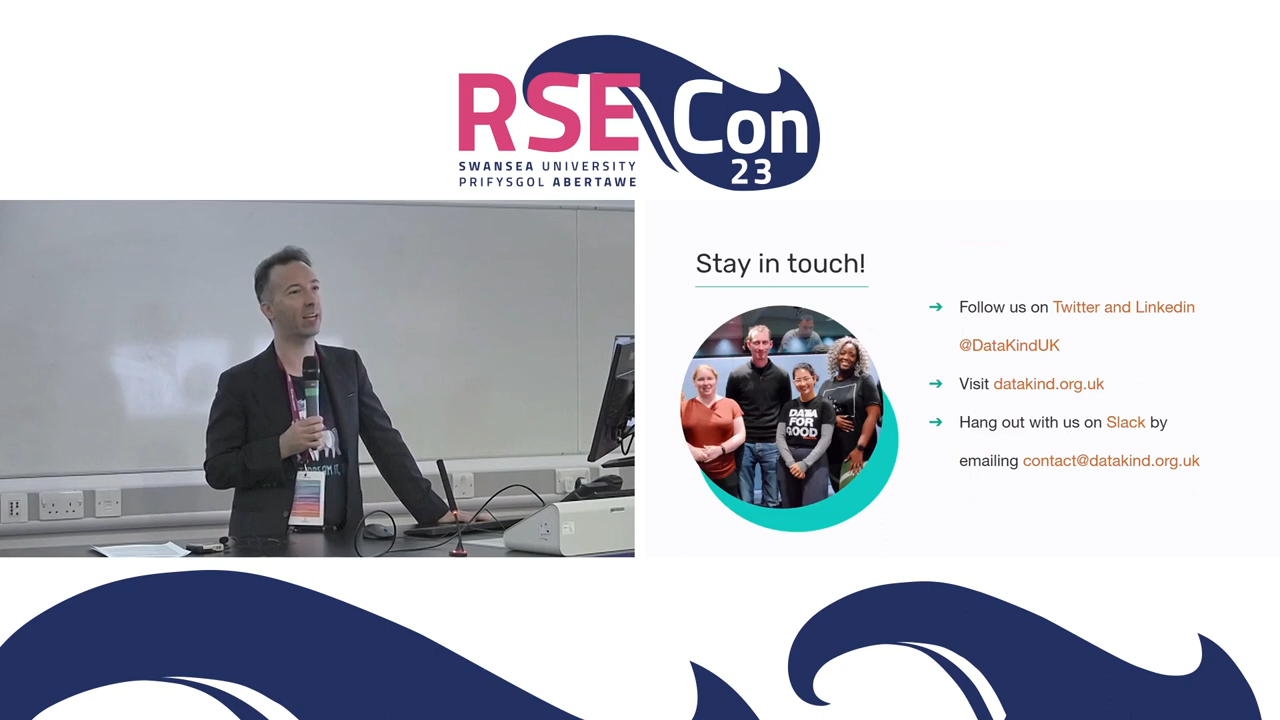 RSE Con
23
SWANSEA UNIVERSITY
PRIFYSGOL ABERTAWE
Stay in touch!
➔ Follow us on Twitter and Linkedin
@DataKindUK
➔ Visit datakind.org.uk
➔ Hang out with us on Slack by
emailing contact@datakind.org.uk
DATA
FOR
GOOD